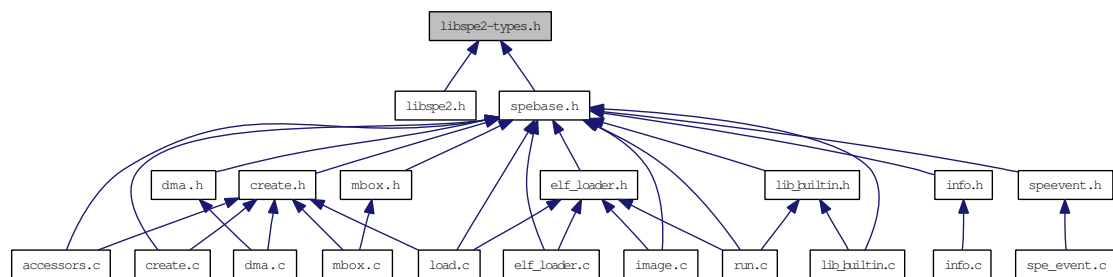 libspe2-types.h
libspe2.h
spebase.h
dma.h
create.h
mbox.h
elf_loader.h
lib_builtin.h
info.h
speevent.h
accessors.c
create.c
dma.c
mbox.c
load.c
elf_loader.c
image.c
run.c
lib_builtin.c
info.c
spe_event.c